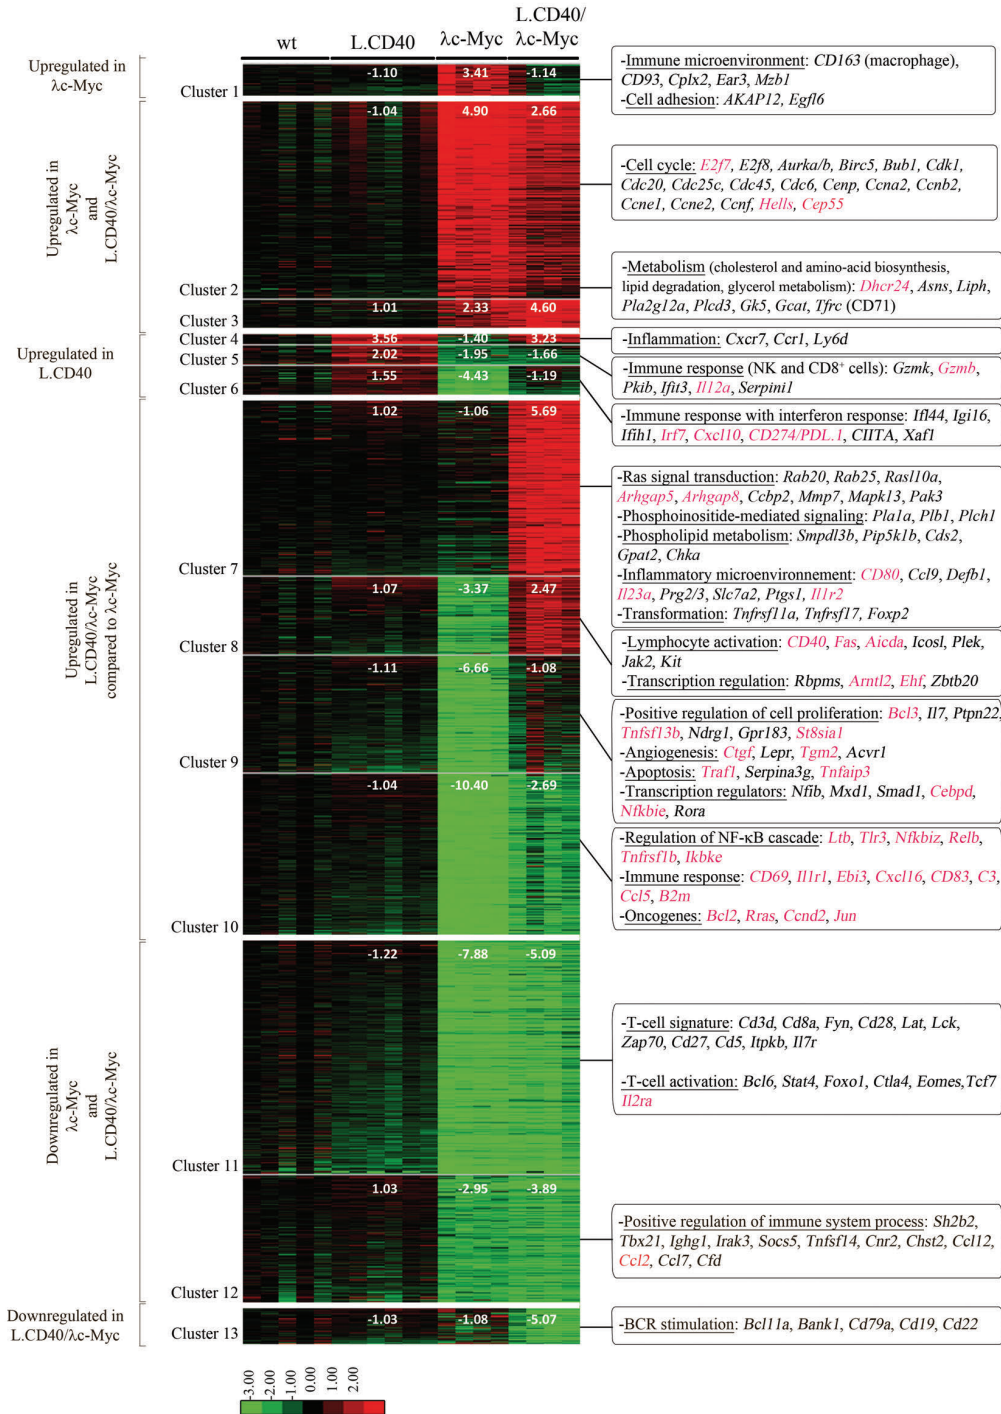 wt
L.CD40
λc-Myc
L.CD40/
λc-Myc
Upregulated in
λc-Myc
Cluster 1
-1.10
3.41
-1.14
-Immune microenvironment: CD163 (macrophage),
CD93, Cplx2, Ear3, Mzb1
-Cell adhesion: AKAP12, Egfl6
Upregulated in
λc-Myc
and
L.CD40/λc-Myc
-1.04
4.90
2.66
-Cell cycle: E2f7, E2f8, Aurka/b, Birc5, Bub1, Cdk1,
Cdc20, Cdc25c, Cdc45, Cdc6, Cenp, Ccna2, Ccnb2,
Ccne1, Ccne2, Ccnf, Hells, Cep55
Cluster 2
-Metabolism (cholesterol and amino-acid biosynthesis,
lipid degradation, glycerol metabolism): Dhcr24, Asns, Liph,
Pla2g12a, Plcd3, Gk5, Gcat, Tfrc (CD71)
1.01
2.33
4.60
Cluster 3
Upregulated in
L.CD40
Cluster 4
3.56
-1.40
3.23
-Inflammation: Cxcr7, Ccr1, Ly6d
Cluster 5
2.02
-1.95
-1.66
-Immune response (NK and CD8⁺ cells): Gzmk, Gzmb,
Pkib, Ifit3, Il12a, Serpini1
Cluster 6
1.55
-4.43
-1.19
-Immune response with interferon response: Ifl44, Igi16,
Ifih1, Irf7, Cxcl10, CD274/PDL.1, CIITA, Xaf1
Upregulated in
L.CD40/λc-Myc
compared to λc-Myc
1.02
-1.06
5.69
-Ras signal transduction: Rab20, Rab25, Rasl10a,
Arhgap5, Arhgap8, Ccbp2, Mmp7, Mapk13, Pak3
-Phosphoinositide-mediated signaling: Pla1a, Plb1, Plch1
-Phospholipid metabolism: Smpdl3b, Pip5k1b, Cds2,
Gpat2, Chka
-Inflammatory microenvironnement: CD80, Ccl9, Defb1,
Il23a, Prg2/3, Slc7a2, Ptgs1, Il1r2
-Transformation: Tnfrsf11a, Tnfrsf17, Foxp2
Cluster 7
1.07
-3.37
2.47
Cluster 8
-Lymphocyte activation: CD40, Fas, Aicda, Icosl, Plek,
Jak2, Kit
-Transcription regulation: Rbpms, Arntl2, Ehf, Zbtb20
-1.11
-6.66
-1.08
Cluster 9
-Positive regulation of cell proliferation: Bcl3, Il7, Ptpn22,
Tnfsf13b, Ndrg1, Gpr183, St8sia1
-Angiogenesis: Ctgf, Lepr, Tgm2, Acvr1
-Apoptosis: Traf1, Serpina3g, Tnfaip3
-Transcription regulators: Nfib, Mxd1, Smad1, Cebpd,
Nfkbie, Rora
-1.04
-10.40
-2.69
Cluster 10
-Regulation of NF-κB cascade: Ltb, Tlr3, Nfkbiz, Relb,
Tnfrsf1b, Ikbke
-Immune response: CD69, Il1r1, Ebi3, Cxcl16, CD83, C3,
Ccl5, B2m
-Oncogenes: Bcl2, Rras, Ccnd2, Jun
Downregulated in
λc-Myc
and
L.CD40/λc-Myc
-1.22
-7.88
-5.09
-T-cell signature: Cd3d, Cd8a, Fyn, Cd28, Lat, Lck,
Zap70, Cd27, Cd5, Itpkb, Il7r
-T-cell activation: Bcl6, Stat4, Foxo1, Ctla4, Eomes,Tcf7
Il2ra
Cluster 11
1.03
-2.95
-3.89
-Positive regulation of immune system process: Sh2b2,
Tbx21, Ighg1, Irak3, Socs5, Tnfsf14, Cnr2, Chst2, Ccl12,
Ccl2, Ccl7, Cfd
Cluster 12
Downregulated in
L.CD40/λc-Myc
Cluster 13
-1.03
-1.08
-5.07
-BCR stimulation: Bcl11a, Bank1, Cd79a, Cd19, Cd22
-3.00
-2.00
-1.00
0.00
1.00
2.00